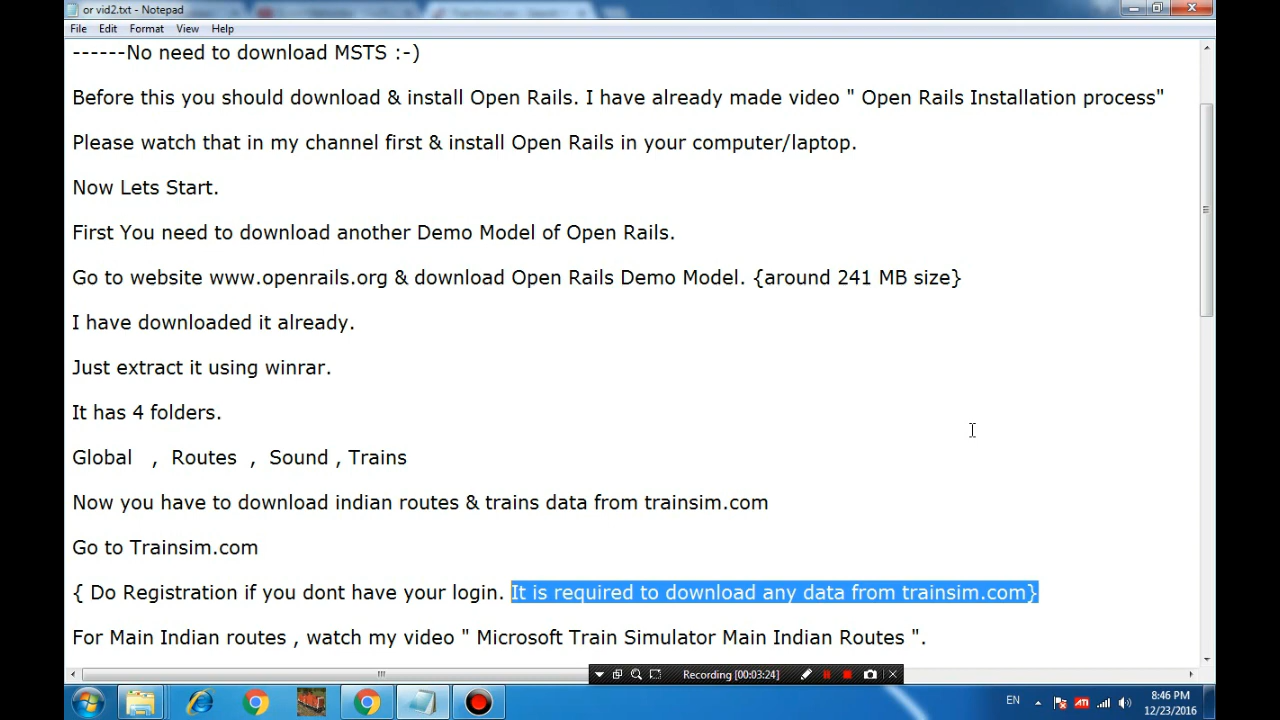 or vid2.txt - Notepad
File Edit Format View Help
------No need to download MSTS :-)
Before this you should download & install Open Rails. I have already made video " Open Rails Installation process"
Please watch that in my channel first & install Open Rails in your computer/laptop.
Now Lets Start.
First You need to download another Demo Model of Open Rails.
Go to website www.openrails.org & download Open Rails Demo Model. {around 241 MB size}
I have downloaded it already.
Just extract it using winrar.
It has 4 folders.
Global , Routes , Sound , Trains
Now you have to download indian routes & trains data from trainsim.com
Go to Trainsim.com
{ Do Registration if you dont have your login. It is required to download any data from trainsim.com}
For Main Indian routes , watch my video " Microsoft Train Simulator Main Indian Routes ".
Recording [00:03:24]
EN
ATI
8:46 PM
12/23/2016